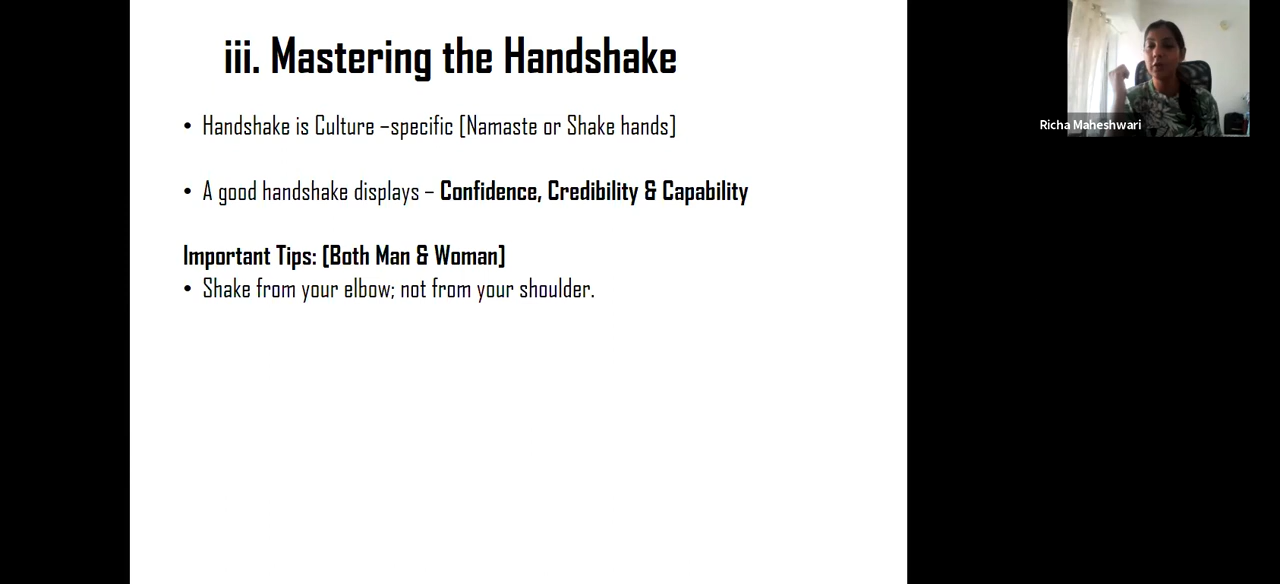 iii. Mastering the Handshake
• Handshake is Culture –specific [Namaste or Shake hands]
• A good handshake displays – Confidence, Credibility & Capability
Important Tips: [Both Man & Woman]
• Shake from your elbow; not from your shoulder.
Richa Maheshwari